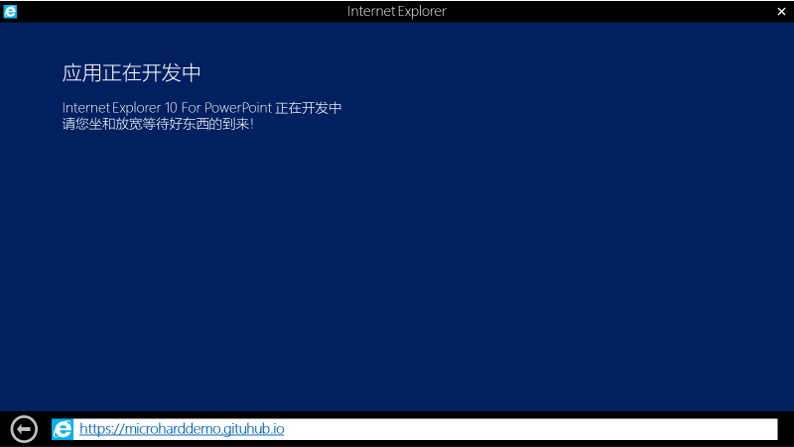 Internet Explorer
应用正在开发中
Internet Explorer 10 For PowerPoint 正在开发中
请您坐和放宽等待好东西的到来！
https://microharddemo.gituhub.io